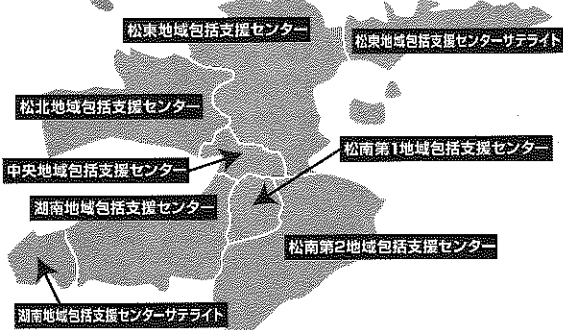 松東地域包括支援センター
松東地域包括支援センターサテライト
松北地域包括支援センター
松南第1地域包括支援センター
中央地域包括支援センター
湖南地域包括支援センター
松南第2地域包括支援センター
湖南地域包括支援センターサテライト